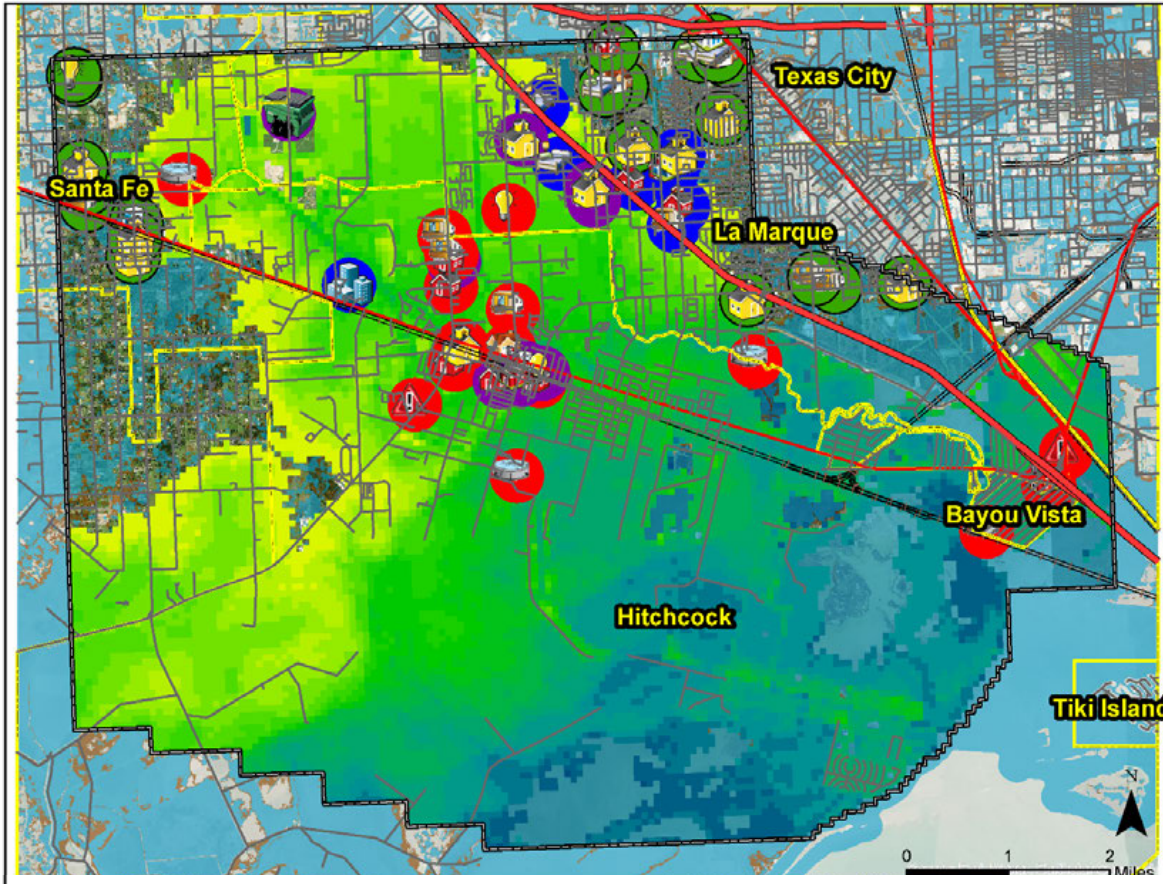 Texas City
Santa Fe
La Marque
Bayou Vista
Hitchcock
Tiki Island
N
0 1 2
Miles